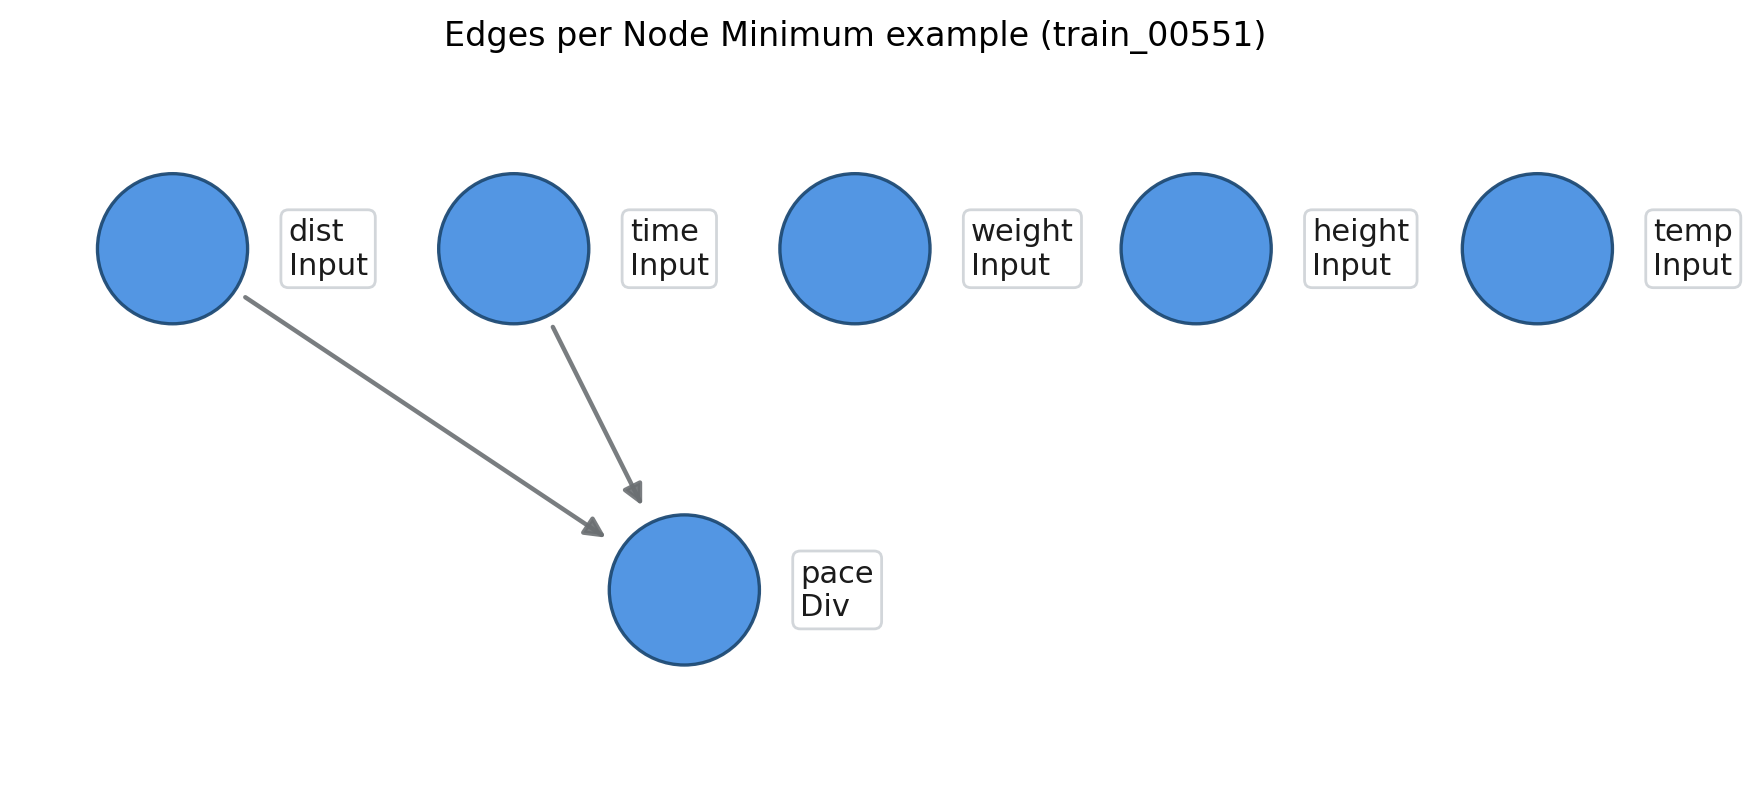 Edges per Node Minimum example (train_00551)
dist
Input
time
Input
weight
Input
height
Input
temp
Input
pace
Div